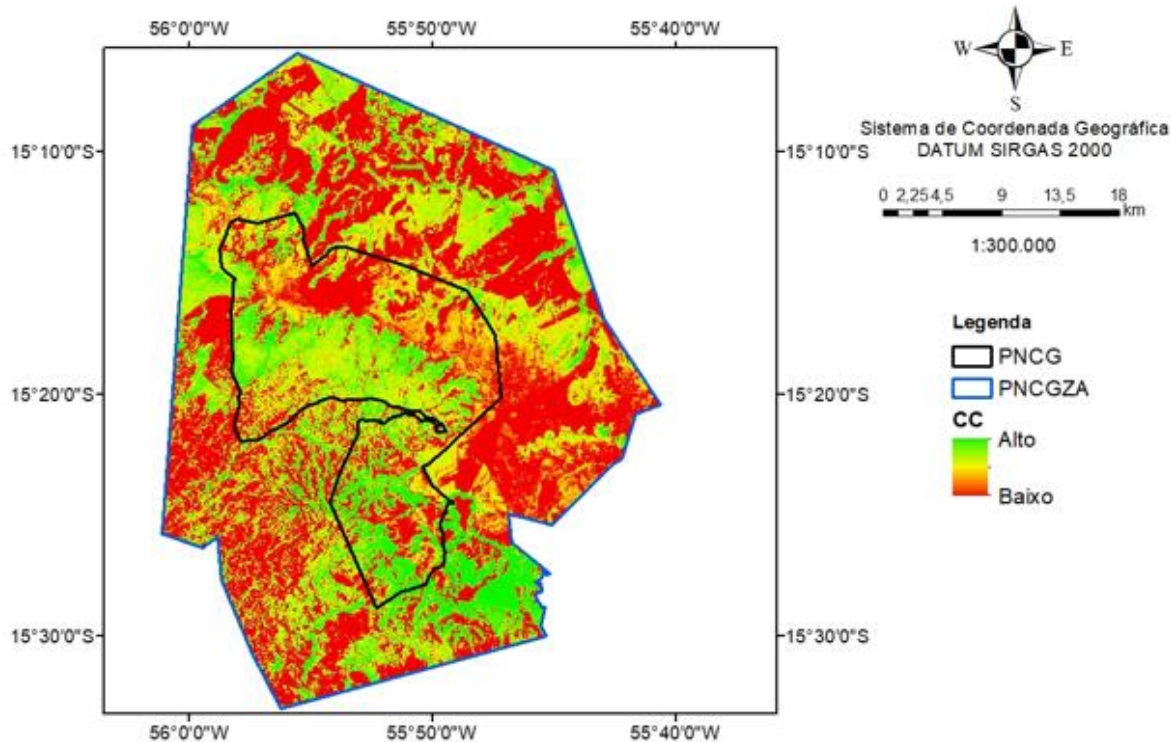 56°0'0"W 55°50'0"W 55°40'0"W
15°10'0"S 15°10'0"S
15°20'0"S 15°20'0"S
15°30'0"S 15°30'0"S
56°0'0"W 55°50'0"W 55°40'0"W
W E
S
Sistema de Coordenada Geográfica
DATUM SIRGAS 2000
0 2,25 4,5 9 13,5 18
km
1:300.000
Legenda
PNCG
PNCGZA
CC
Alto
Baixo